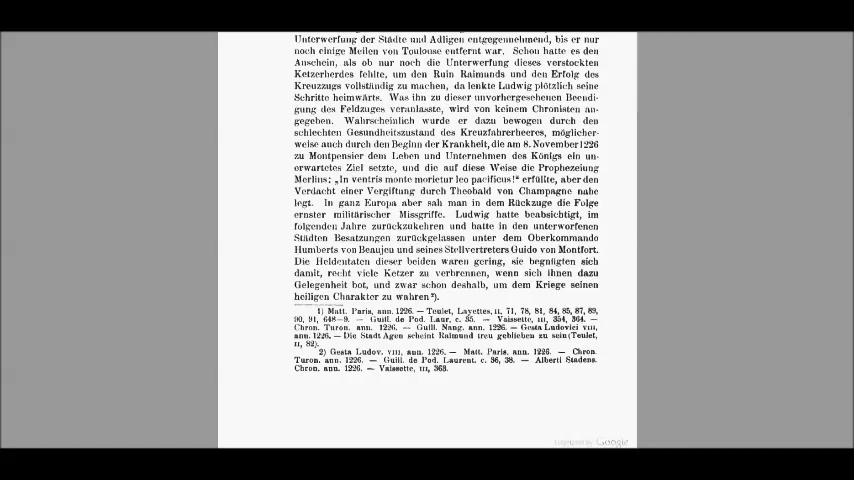 Unterwerfung der Städte und Adligen entgegennehmend, bis er nur
noch einige Meilen von Toulouse entfernt war. Schon hatte es den
Anschein, als ob nur noch die Unterwerfung dieses verstockten
Ketzerherdes fehlte, um den Ruin Raimunds und den Erfolg des
Kreuzzugs vollständig zu machen, da lenkte Ludwig plötzlich seine
Schritte heimwärts. Was ihn zu dieser unvorhergesehenen Beendi-
gung des Feldzuges veranlasste, wird von keinem Chronisten an-
gegeben. Wahrscheinlich wurde er dazu bewogen durch den
schlechten Gesundheitszustand des Kreuzfahrerheeres, möglicher-
weise auch durch den Beginn der Krankheit, die am 8. November 1226
zu Montpensier dem Leben und Unternehmen des Königs ein un-
erwartetes Ziel setzte, und die auf diese Weise die Prophezeiung
Merlins: „In ventris monte morietur leo pacificus!“ erfüllte, aber den
Verdacht einer Vergiftung durch Theobald von Champagne nahe
legt. In ganz Europa aber sah man in dem Rückzuge die Folge
ernster militärischer Missgriffe. Ludwig hatte beabsichtigt, im
folgenden Jahre zurückzukehren und hatte in den unterworfenen
Städten Besatzungen zurückgelassen unter dem Oberkommando
Humberts von Beaujeu und seines Stellvertreters Guido von Montfort.
Die Heldentaten dieser beiden waren gering, sie begnügten sich
damit, recht viele Ketzer zu verbrennen, wenn sich ihnen dazu
Gelegenheit bot, und zwar schon deshalb, um dem Kriege seinen
heiligen Charakter zu wahren²).
1) Matt. Paris, ann. 1226. — Teulet, Layettes, II, 71, 78, 81, 84, 85, 87, 89,
90, 91, 648—9. — Guill. de Pod. Laur. c. 35. — Vaissette, III, 354, 364. —
Chron. Turon. ann. 1226. — Guill. Nang. ann. 1226. — Gesta Ludovici VIII,
ann. 1226. — Die Stadt Agen scheint Raimund treu geblieben zu sein (Teulet,
II, 82).
2) Gesta Ludov. VIII, ann. 1226. — Matt. Paris. ann. 1226. — Chron.
Turon. ann. 1226. — Guill. de Pod. Laurent. c. 36, 38. — Alberti Stadens.
Chron. ann. 1226. — Vaissette, III, 363.
Digitized by Google